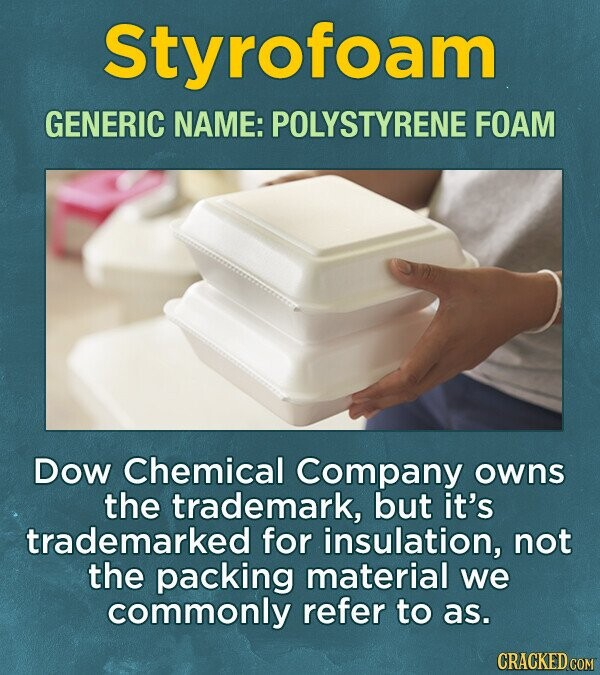 Styrofoam
GENERIC NAME: POLYSTYRENE FOAM
Dow Chemical Company owns
the trademark, but it's
trademarked for insulation, not
the packing material we
commonly refer to as.
CRACKED.COM